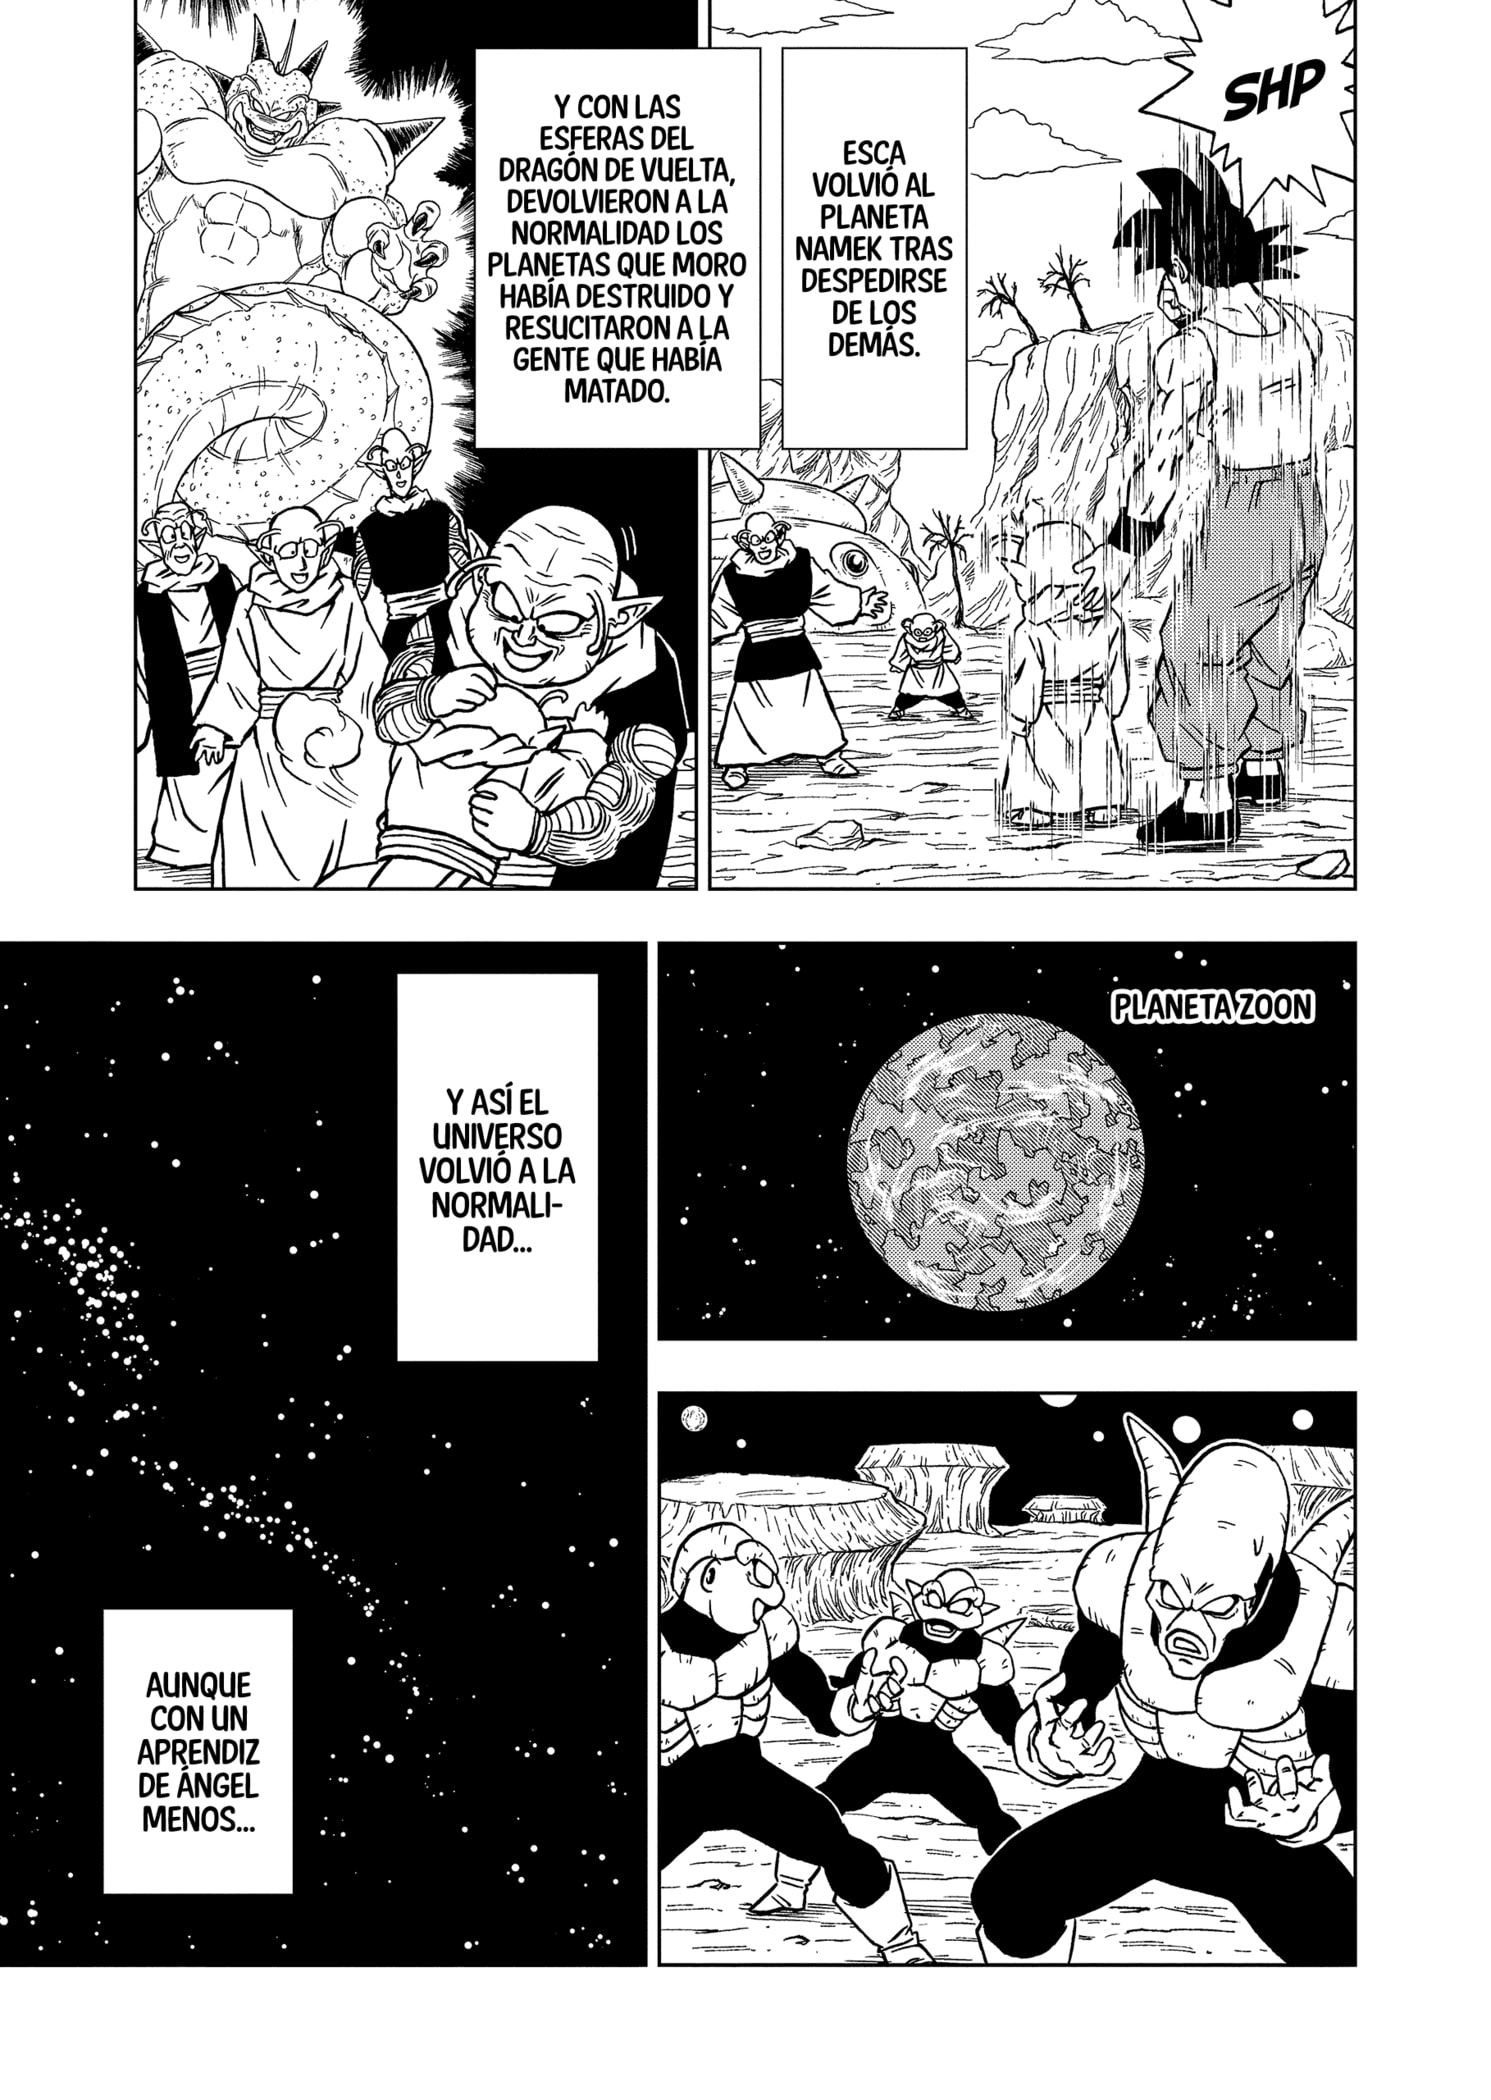 SHP
ESCA
VOLVIÓ AL
PLANETA
NAMEK TRAS
DESPEDIRSE
DE LOS
DEMÁS.
Y CON LAS
ESFERAS DEL
DRAGÓN DE VUELTA,
DEVOLVIERON A LA
NORMALIDAD LOS
PLANETAS QUE MORO
HABÍA DESTRUIDO Y
RESUCITARON A LA
GENTE QUE HABÍA
MATADO.
PLANETA ZOON
Y ASÍ EL
UNIVERSO
VOLVIÓ A LA
NORMALI-
DAD...
AUNQUE
CON UN
APRENDIZ
DE ÁNGEL
MENOS...